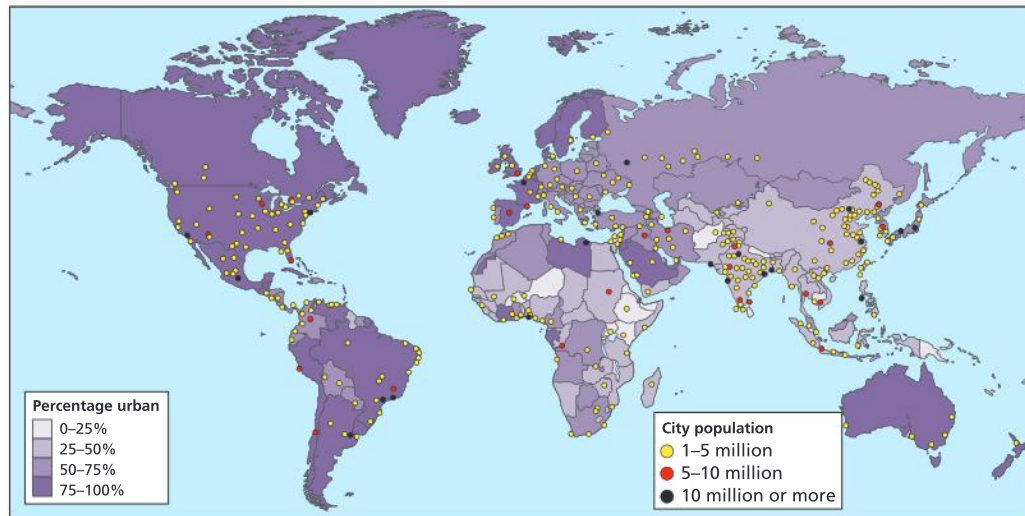 Percentage urban
0–25%
25–50%
50–75%
75–100%
City population
1–5 million
5–10 million
10 million or more